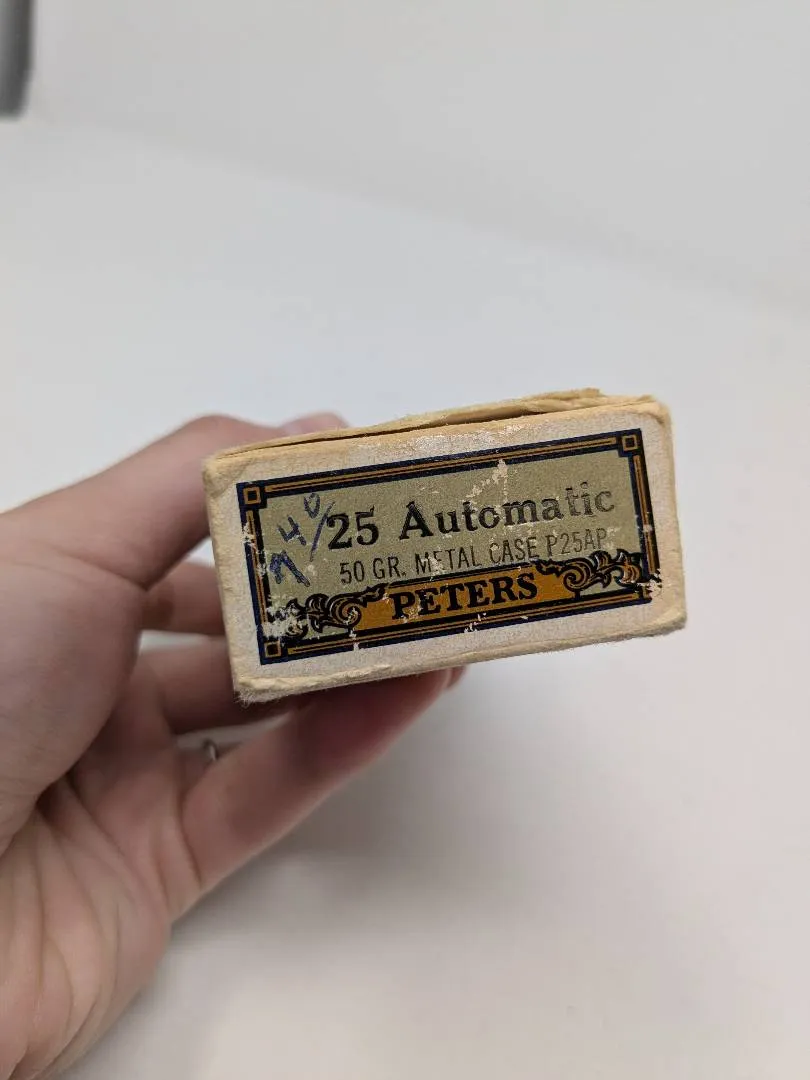 25 Automatic
50 GR. METAL CASE P25AP
PETERS